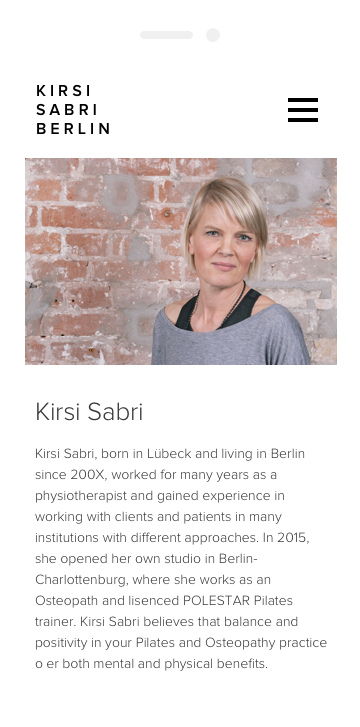 KIRSI
SABRI
BERLIN
Kirsi Sabri
Kirsi Sabri, born in Lübeck and living in Berlin
since 200X, worked for many years as a
physiotherapist and gained experience in
working with clients and patients in many
institutions with different approaches. In 2015,
she opened her own studio in Berlin-
Charlottenburg, where she works as an
Osteopath and lisenced POLESTAR Pilates
trainer. Kirsi Sabri believes that balance and
positivity in your Pilates and Osteopathy practice
o er both mental and physical benefits.